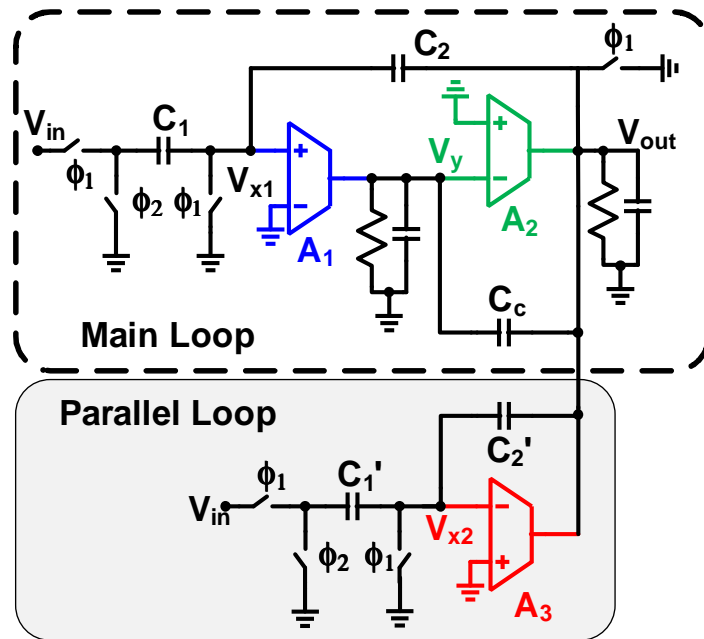 C₂
ϕ₁
V_in
C₁
V_out
ϕ₁
ϕ₂
ϕ₁
V_x1
+
−
A₁
V_y
+
−
A₂
C_c
Main Loop
Parallel Loop
C₂'
ϕ₁
C₁'
V_in
ϕ₂
ϕ₁
V_x2
−
+
A₃